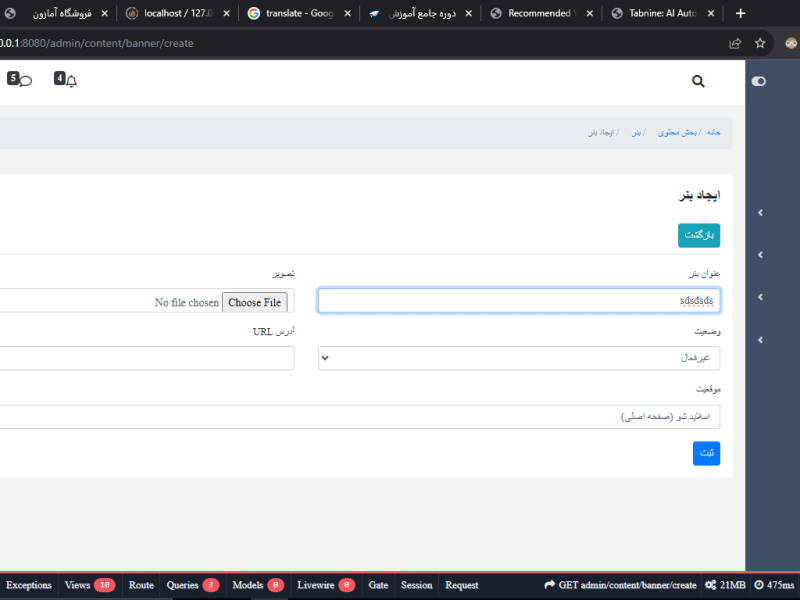 فروشگاه آمازون
localhost / 127.0
translate - Goog
دوره جامع آموزش
Recommended
Tabnine: AI Auto
0.0.1:8080/admin/content/banner/create
5
4
خانه / بخش محتوی / بنر / ایجاد بنر
ایجاد بنر
بازگشت
عنوان بنر
تصویر
sdsdsds
Choose File No file chosen
وضعیت
آدرس URL
غیرفعال
موقعیت
اسلاید شو (صفحه اصلی)
ثبت
Exceptions Views 10 Route Queries 3 Models 0 Livewire 0 Gate Session Request GET admin/content/banner/create 21MB 475ms